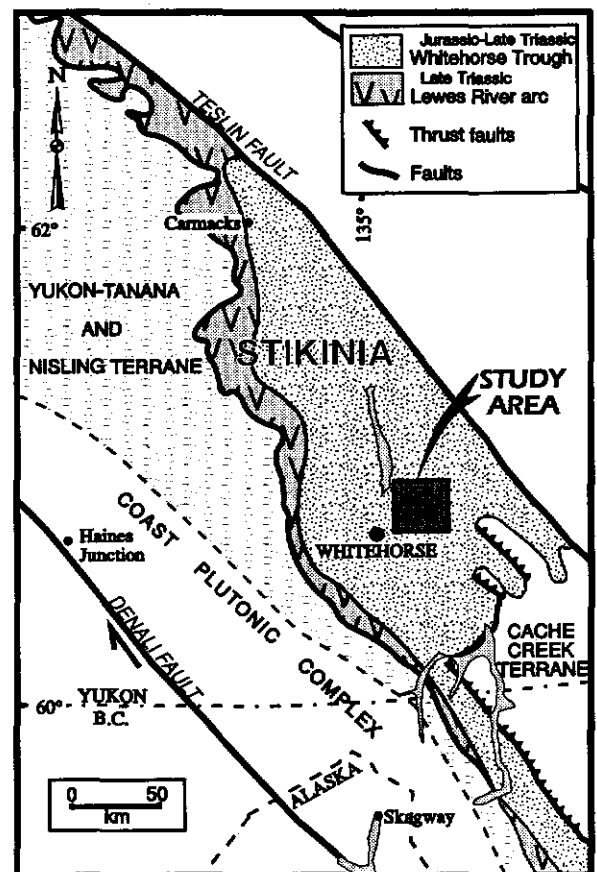 Jurassic-Late Triassic
Whitehorse Trough
Late Triassic
Lewes River arc
Thrust faults
Faults
N
TESLIN FAULT
135°
62°
Carmacks
YUKON-TANANA
AND
NISLING TERRANE
STIKINIA
STUDY
AREA
COAST PLUTONIC COMPLEX
Haines
Junction
WHITEHORSE
DENALI FAULT
CACHE
CREEK
TERRANE
60°
YUKON
B.C.
ALASKA
0 50
km
Skagway